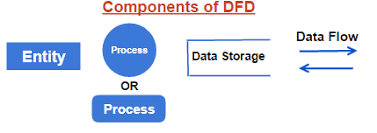 Components of DFD
Entity
Process
OR
Process
Data Storage
Data Flow